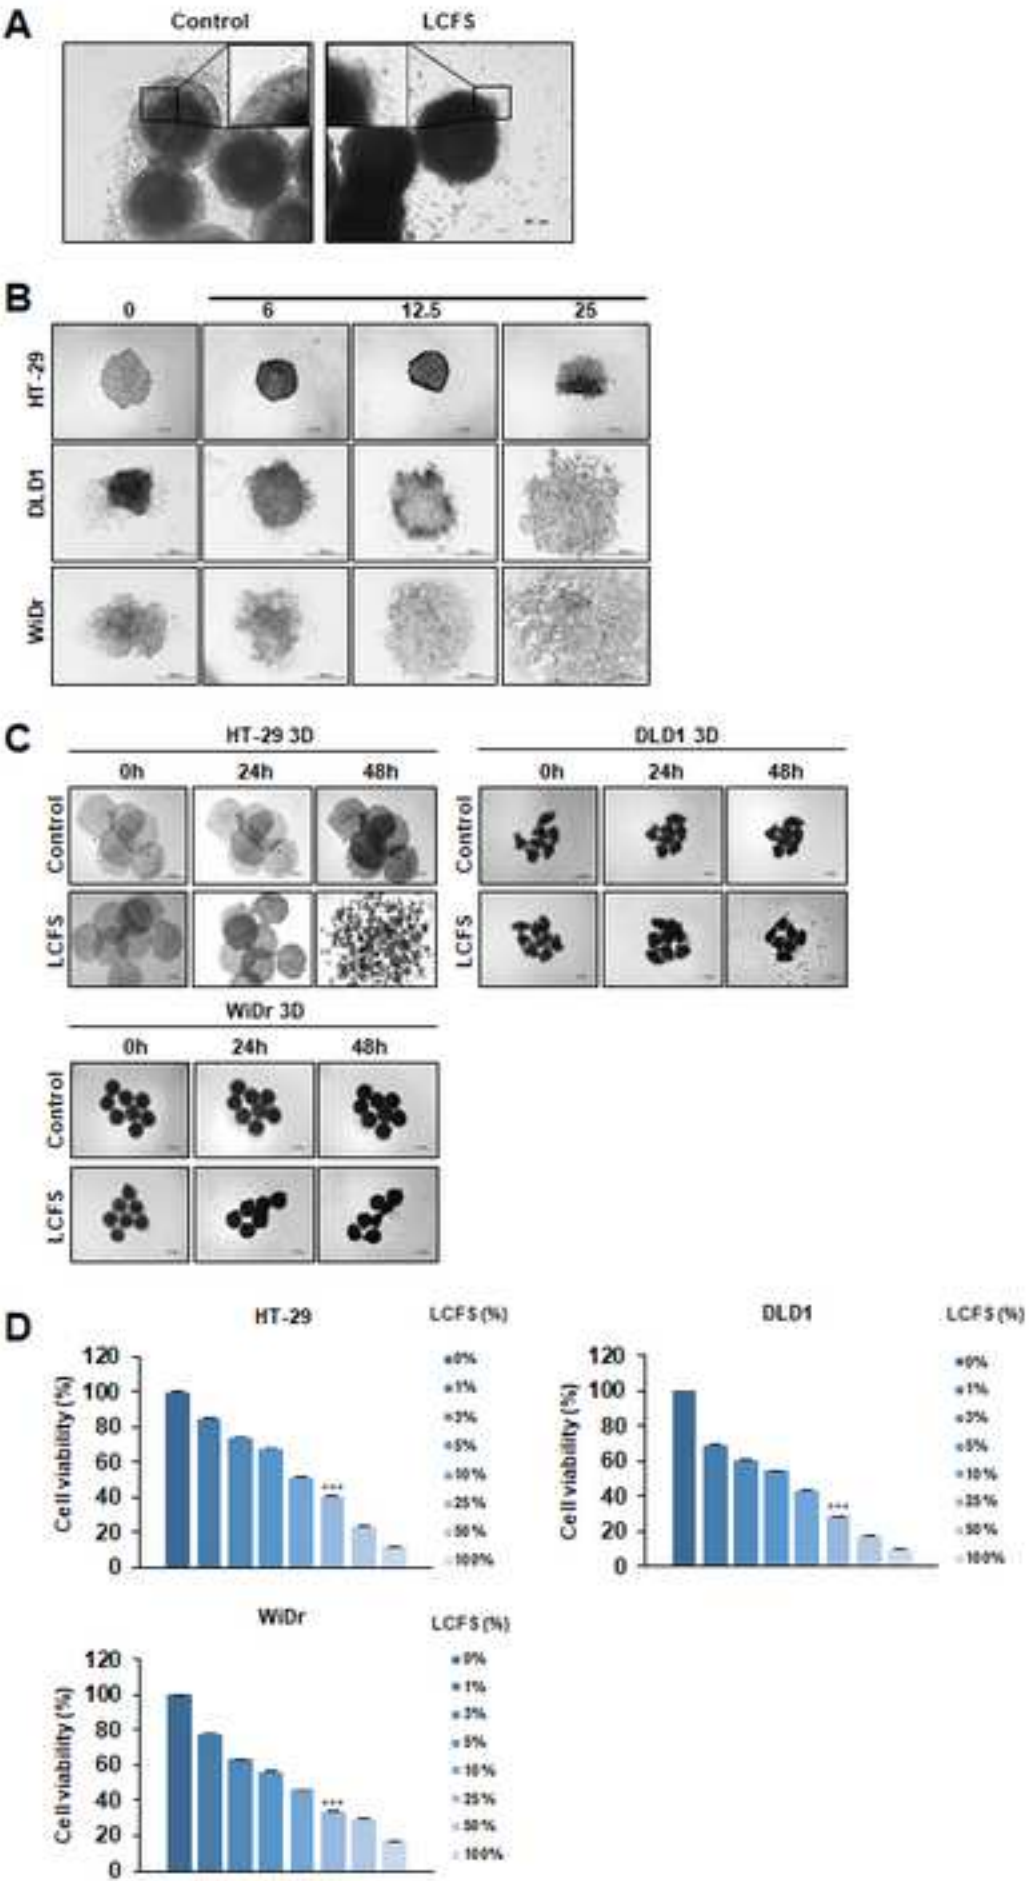 A
Control LCFS
B
0 6 12.5 25
HT-29
DLD1
WiDr
C
HT-29 3D
0h 24h 48h
Control
LCFS
DLD1 3D
0h 24h 48h
Control
LCFS
WiDr 3D
0h 24h 48h
Control
LCFS
D
HT-29
LCFS (%)
Cell viability (%)
120
100
80
60
40
20
0
***
0%
1%
3%
5%
10%
25%
50%
100%
DLD1
LCFS (%)
Cell viability (%)
120
100
80
60
40
20
0
***
0%
1%
3%
5%
10%
25%
50%
100%
WiDr
LCFS (%)
Cell viability (%)
120
100
80
60
40
20
0
***
0%
1%
3%
5%
10%
25%
50%
100%